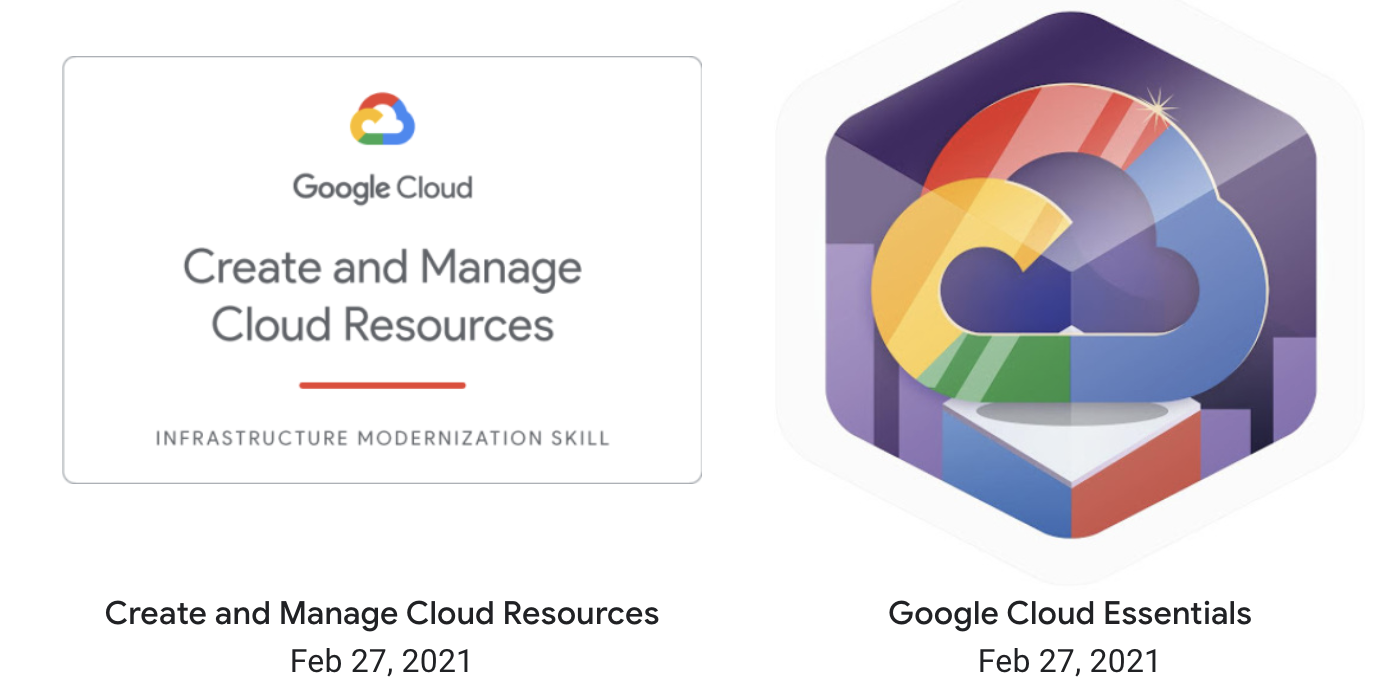 Google Cloud
Create and Manage
Cloud Resources
INFRASTRUCTURE MODERNIZATION SKILL
Create and Manage Cloud Resources
Feb 27, 2021
Google Cloud Essentials
Feb 27, 2021